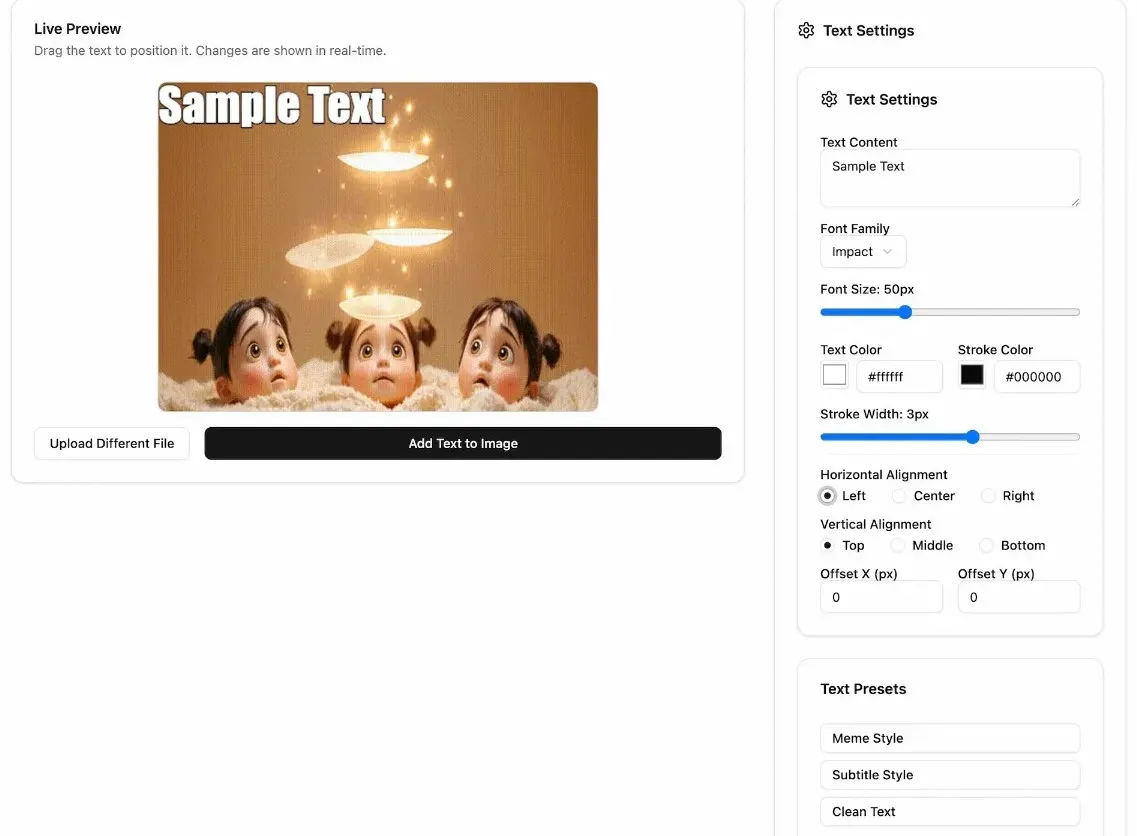 Live Preview
Drag the text to position it. Changes are shown in real-time.
Sample Text
Upload Different File
Add Text to Image
Text Settings
Text Settings
Text Content
Sample Text
Font Family
Impact
Font Size: 50px
Text Color
Stroke Color
#ffffff
#000000
Stroke Width: 3px
Horizontal Alignment
Left
Center
Right
Vertical Alignment
Top
Middle
Bottom
Offset X (px)
Offset Y (px)
0
0
Text Presets
Meme Style
Subtitle Style
Clean Text